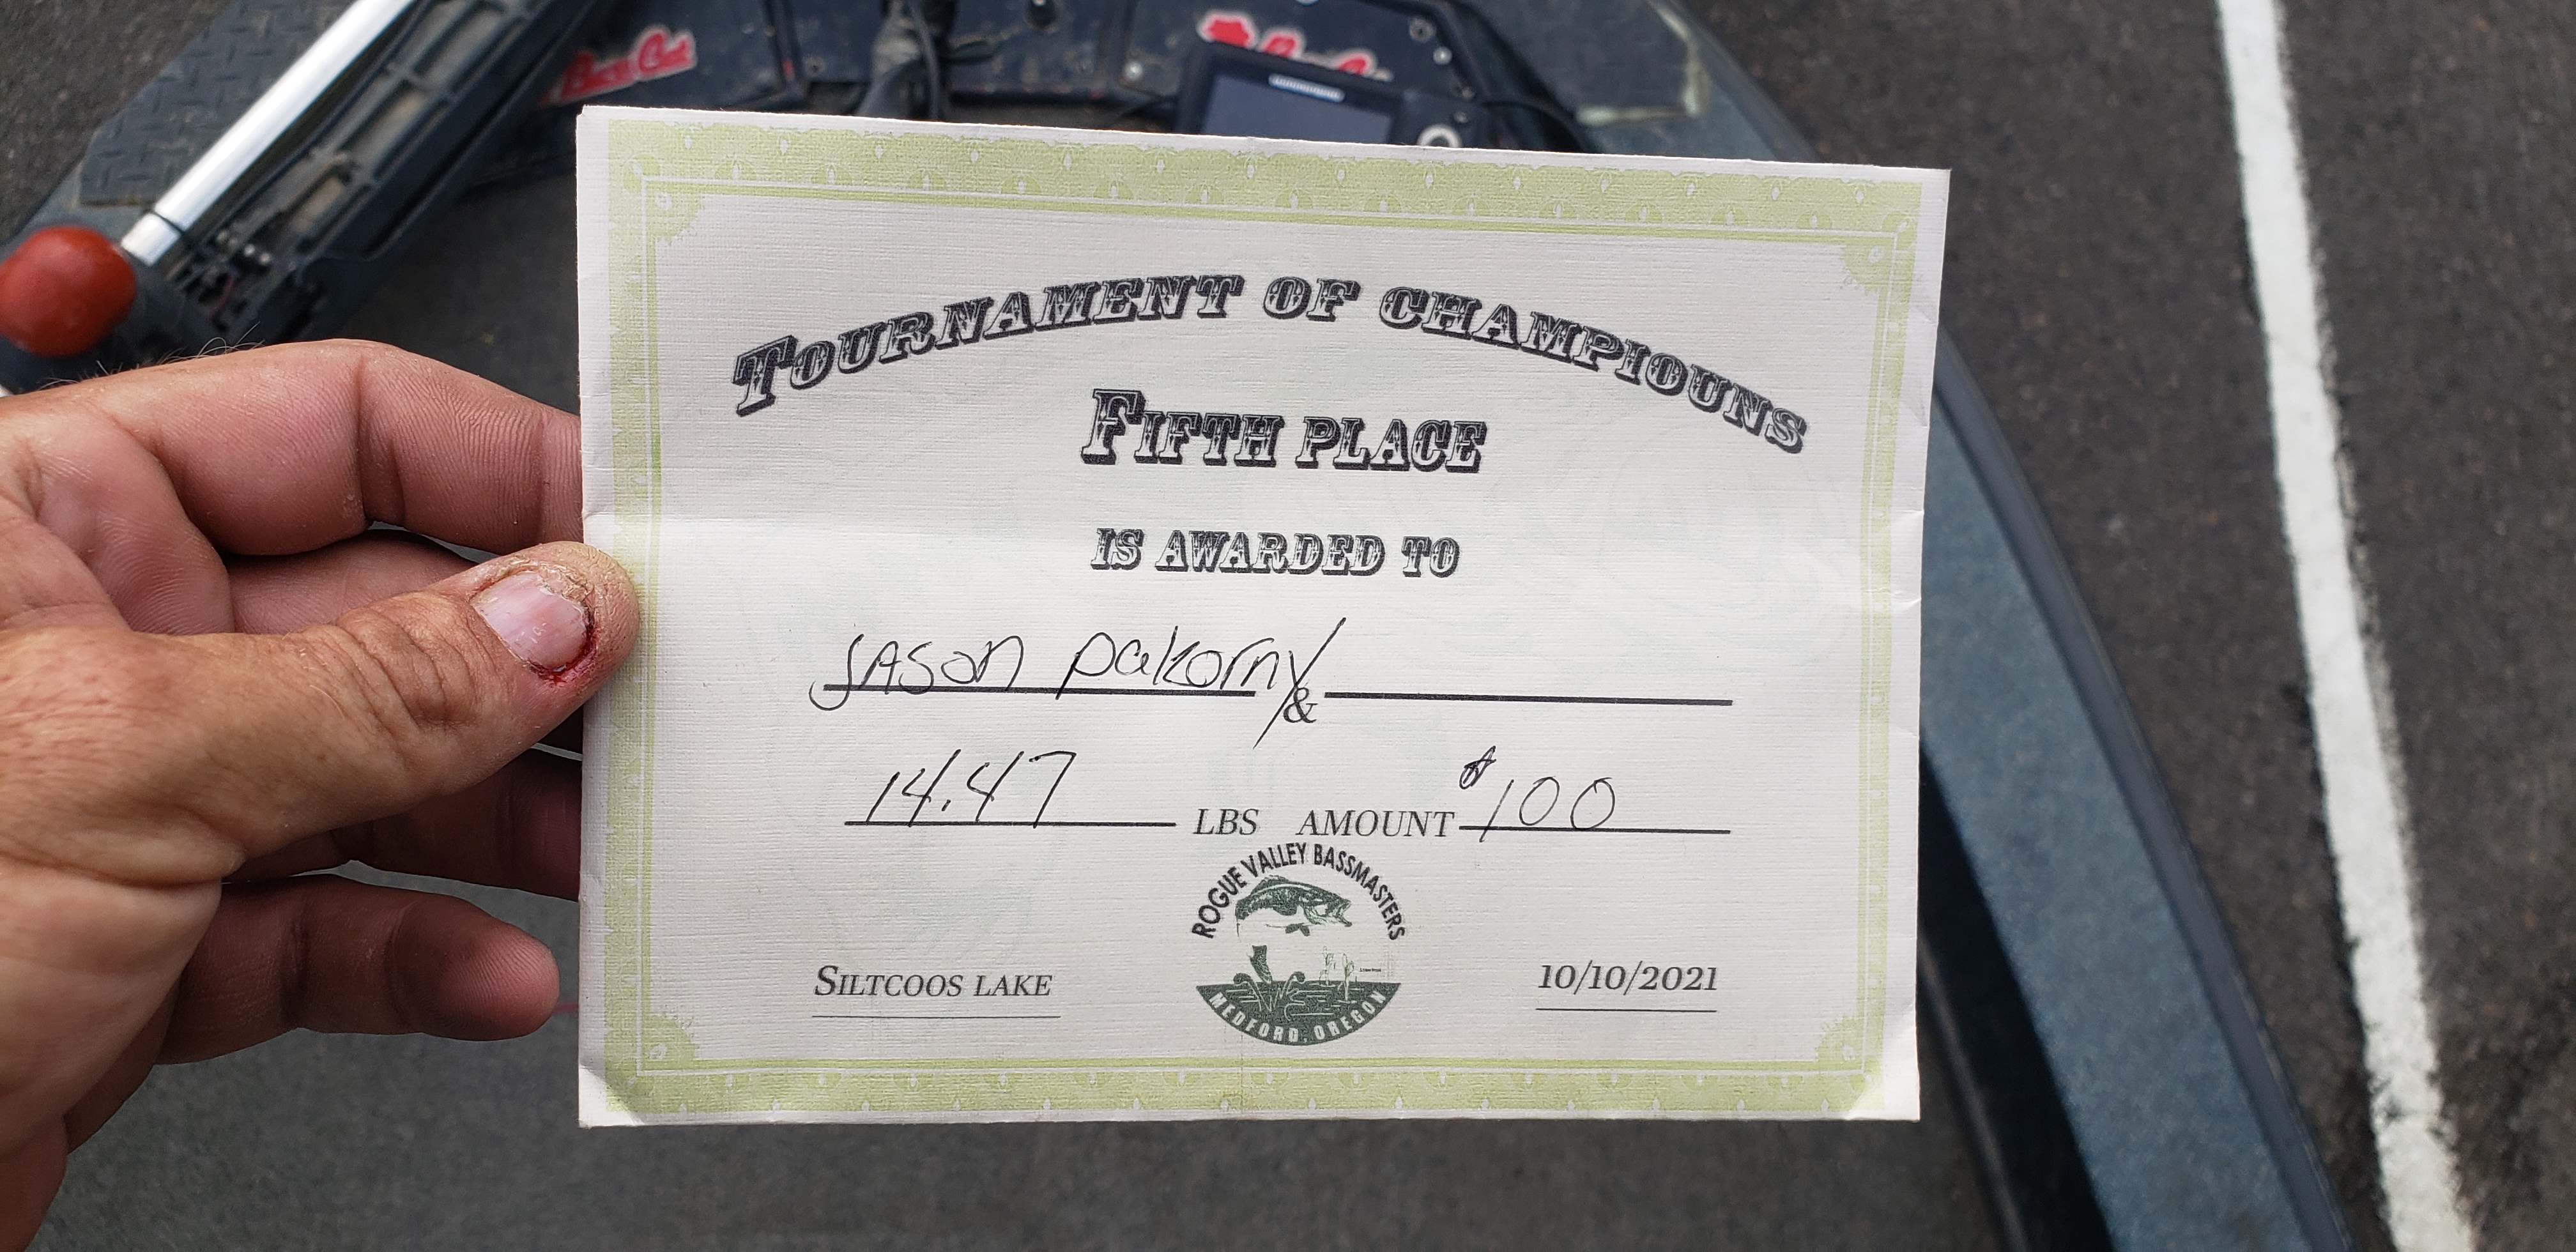 TOURNAMENT OF CHAMPIOUNS
FIFTH PLACE
IS AWARDED TO
JASON pakorny &
14.47 LBS AMOUNT $100
ROGUE VALLEY BASSMASTERS
MEDFORD, OREGON
SILTCOOS LAKE 10/10/2021